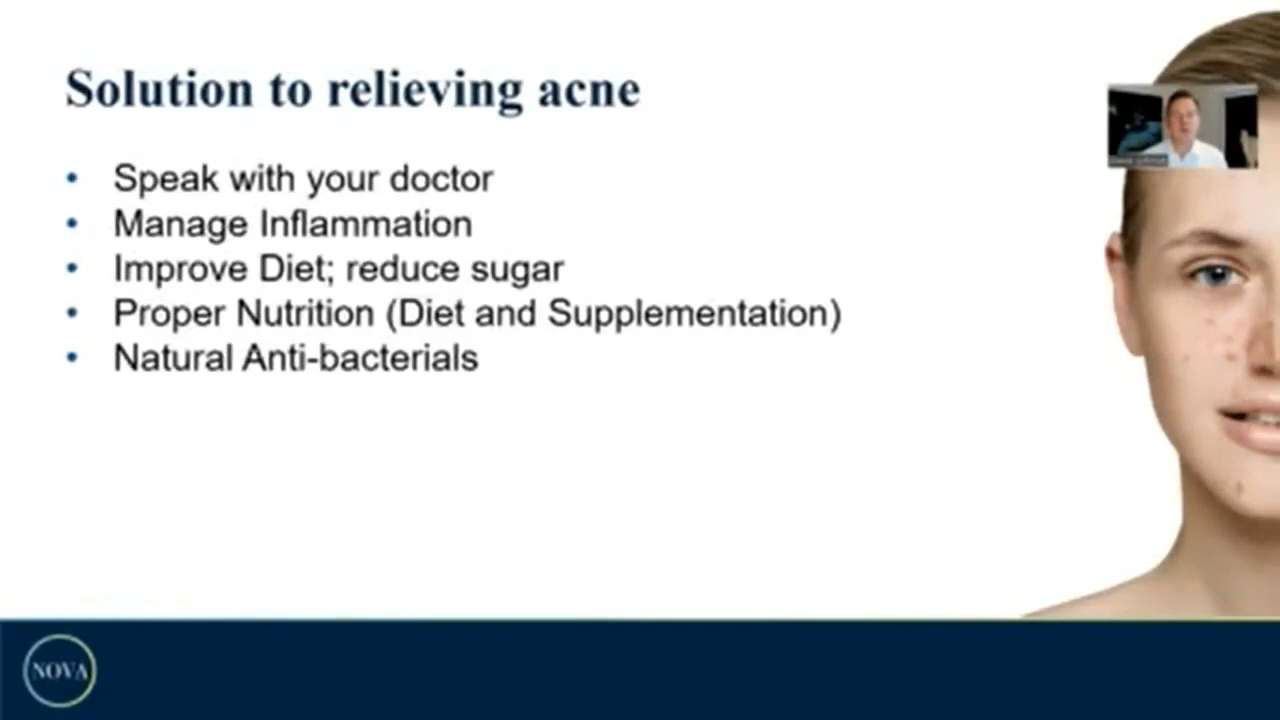 Solution to relieving acne
• Speak with your doctor
• Manage Inflammation
• Improve Diet; reduce sugar
• Proper Nutrition (Diet and Supplementation)
• Natural Anti-bacterials
NOVA